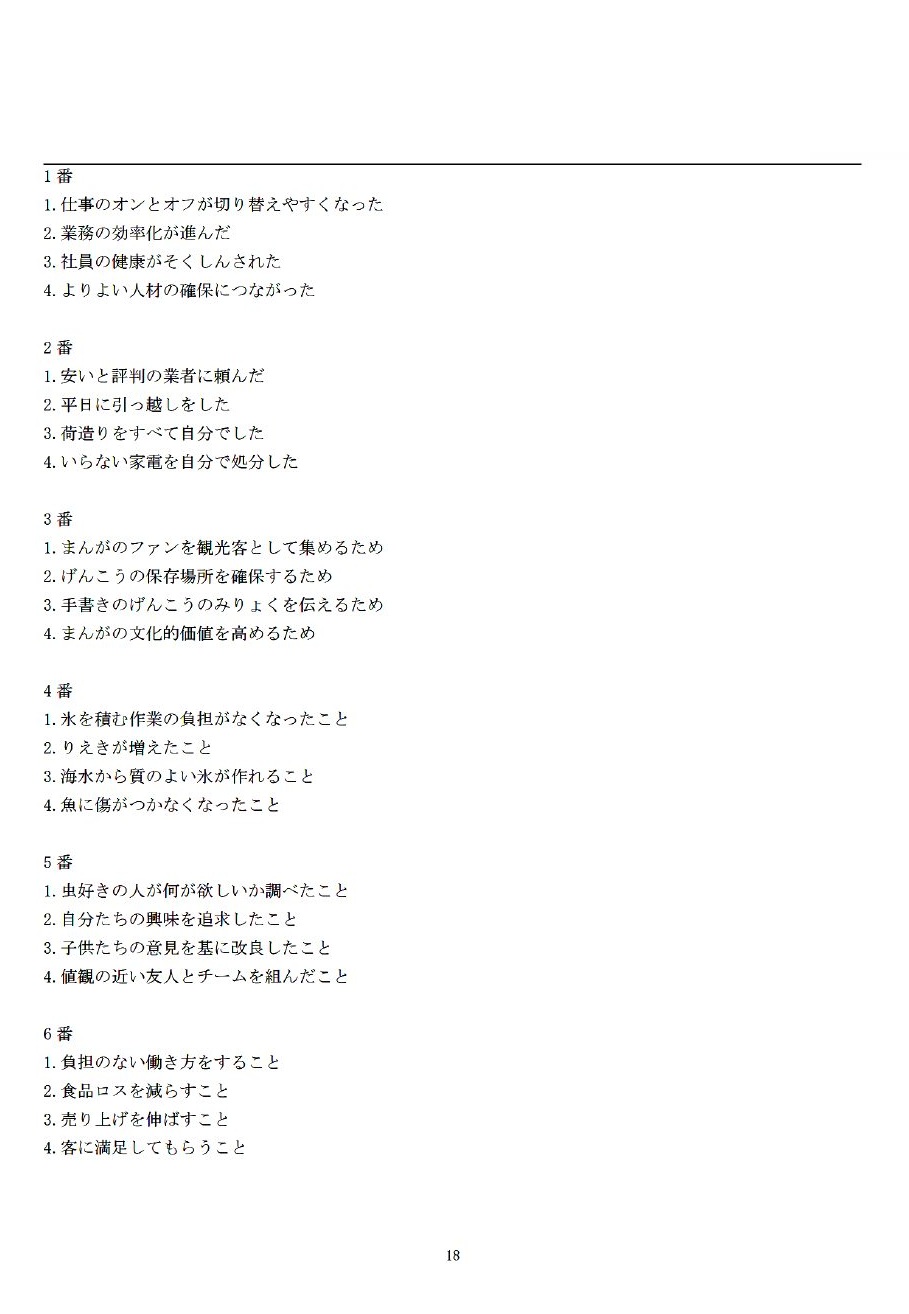 1番
1.仕事のオンとオフが切り替えやすくなった
2.業務の効率化が進んだ
3.社員の健康がそくしんされた
4.よりよい人材の確保につながった
2番
1.安いと評判の業者に頼んだ
2.平日に引っ越しをした
3.荷造りをすべて自分でした
4.いらない家電を自分で処分した
3番
1.まんがのファンを観光客として集めるため
2.げんこうの保存場所を確保するため
3.手書きのげんこうのみりょくを伝えるため
4.まんがの文化的価値を高めるため
4番
1.氷を積む作業の負担がなくなったこと
2.りえきが増えたこと
3.海水から質のよい氷が作れること
4.魚に傷がつかなくなったこと
5番
1.虫好きの人が何が欲しいか調べたこと
2.自分たちの興味を追求したこと
3.子供たちの意見を基に改良したこと
4.値観の近い友人とチームを組んだこと
6番
1.負担のない働き方をすること
2.食品ロスを減らすこと
3.売り上げを伸ばすこと
4.客に満足してもらうこと
18